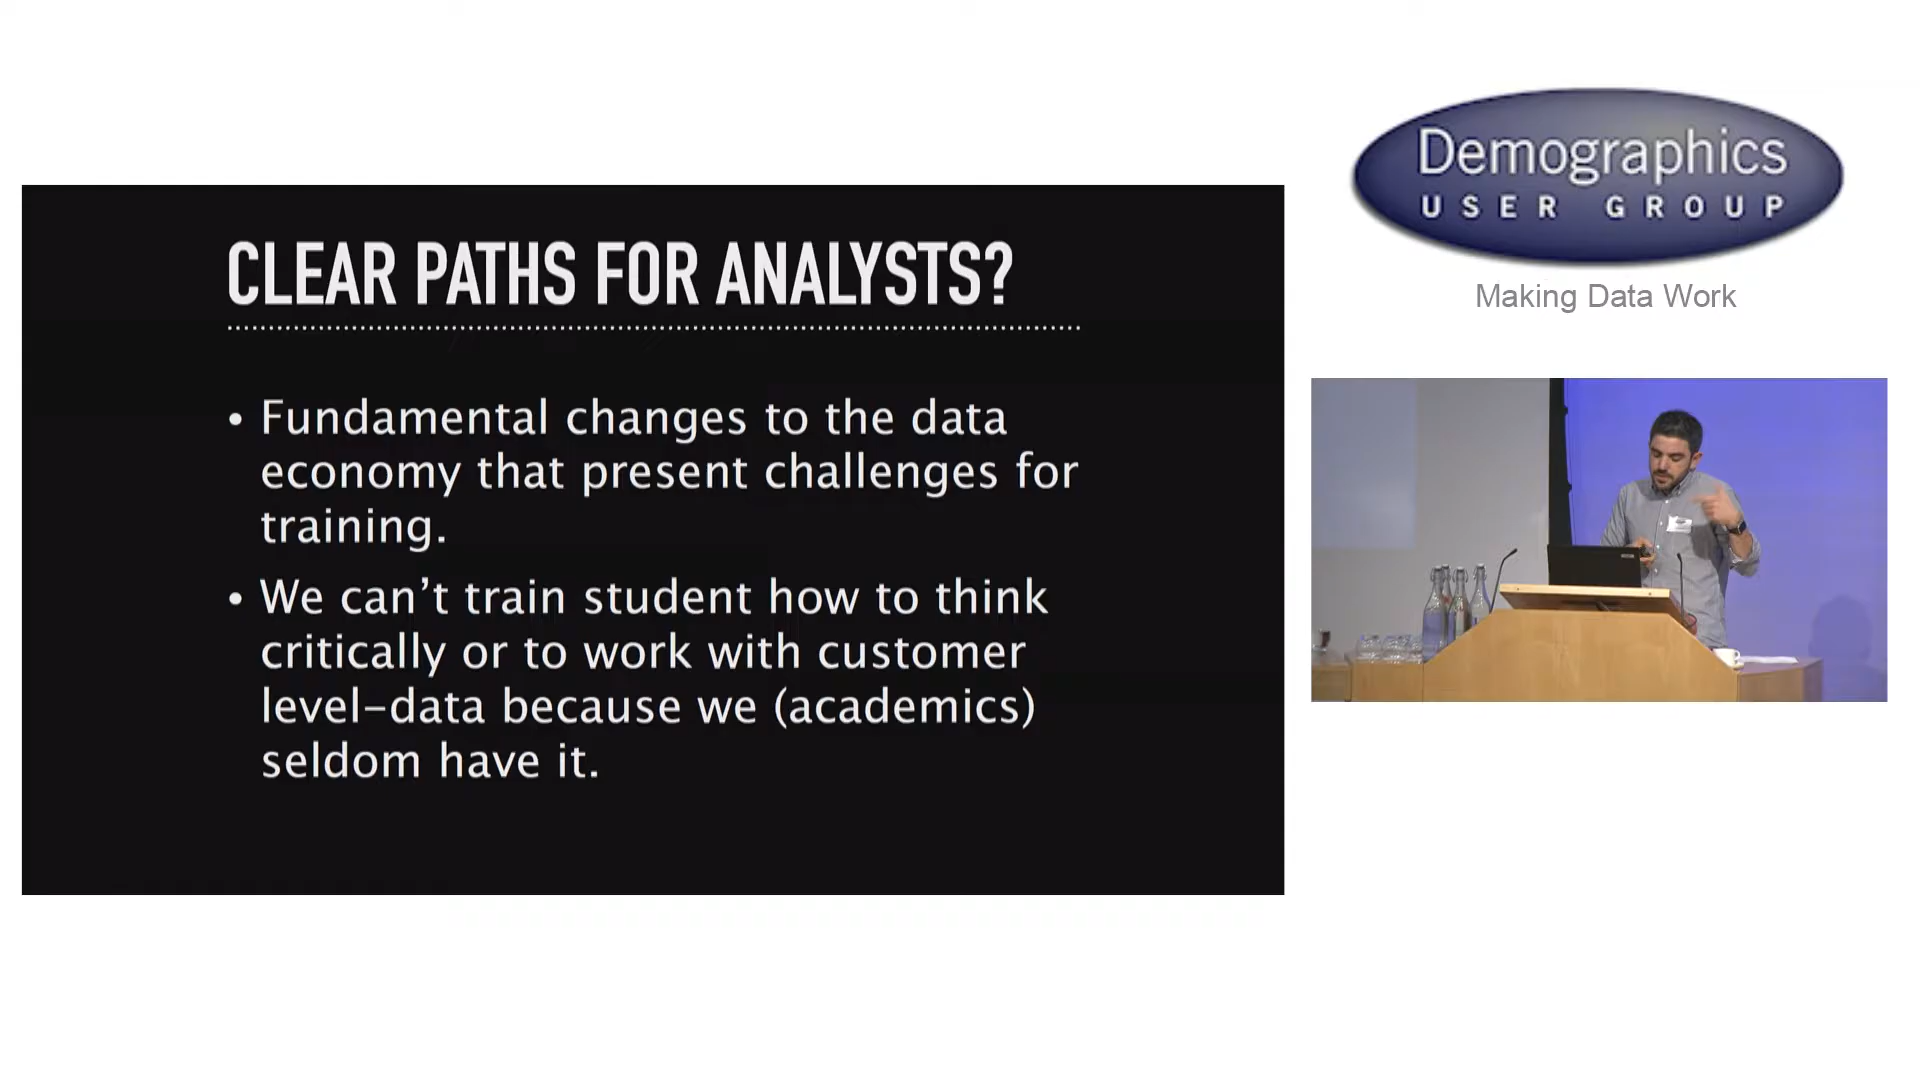 CLEAR PATHS FOR ANALYSTS?
• Fundamental changes to the data
economy that present challenges for
training.
• We can’t train student how to think
critically or to work with customer
level–data because we (academics)
seldom have it.
Demographics
USER GROUP
Making Data Work